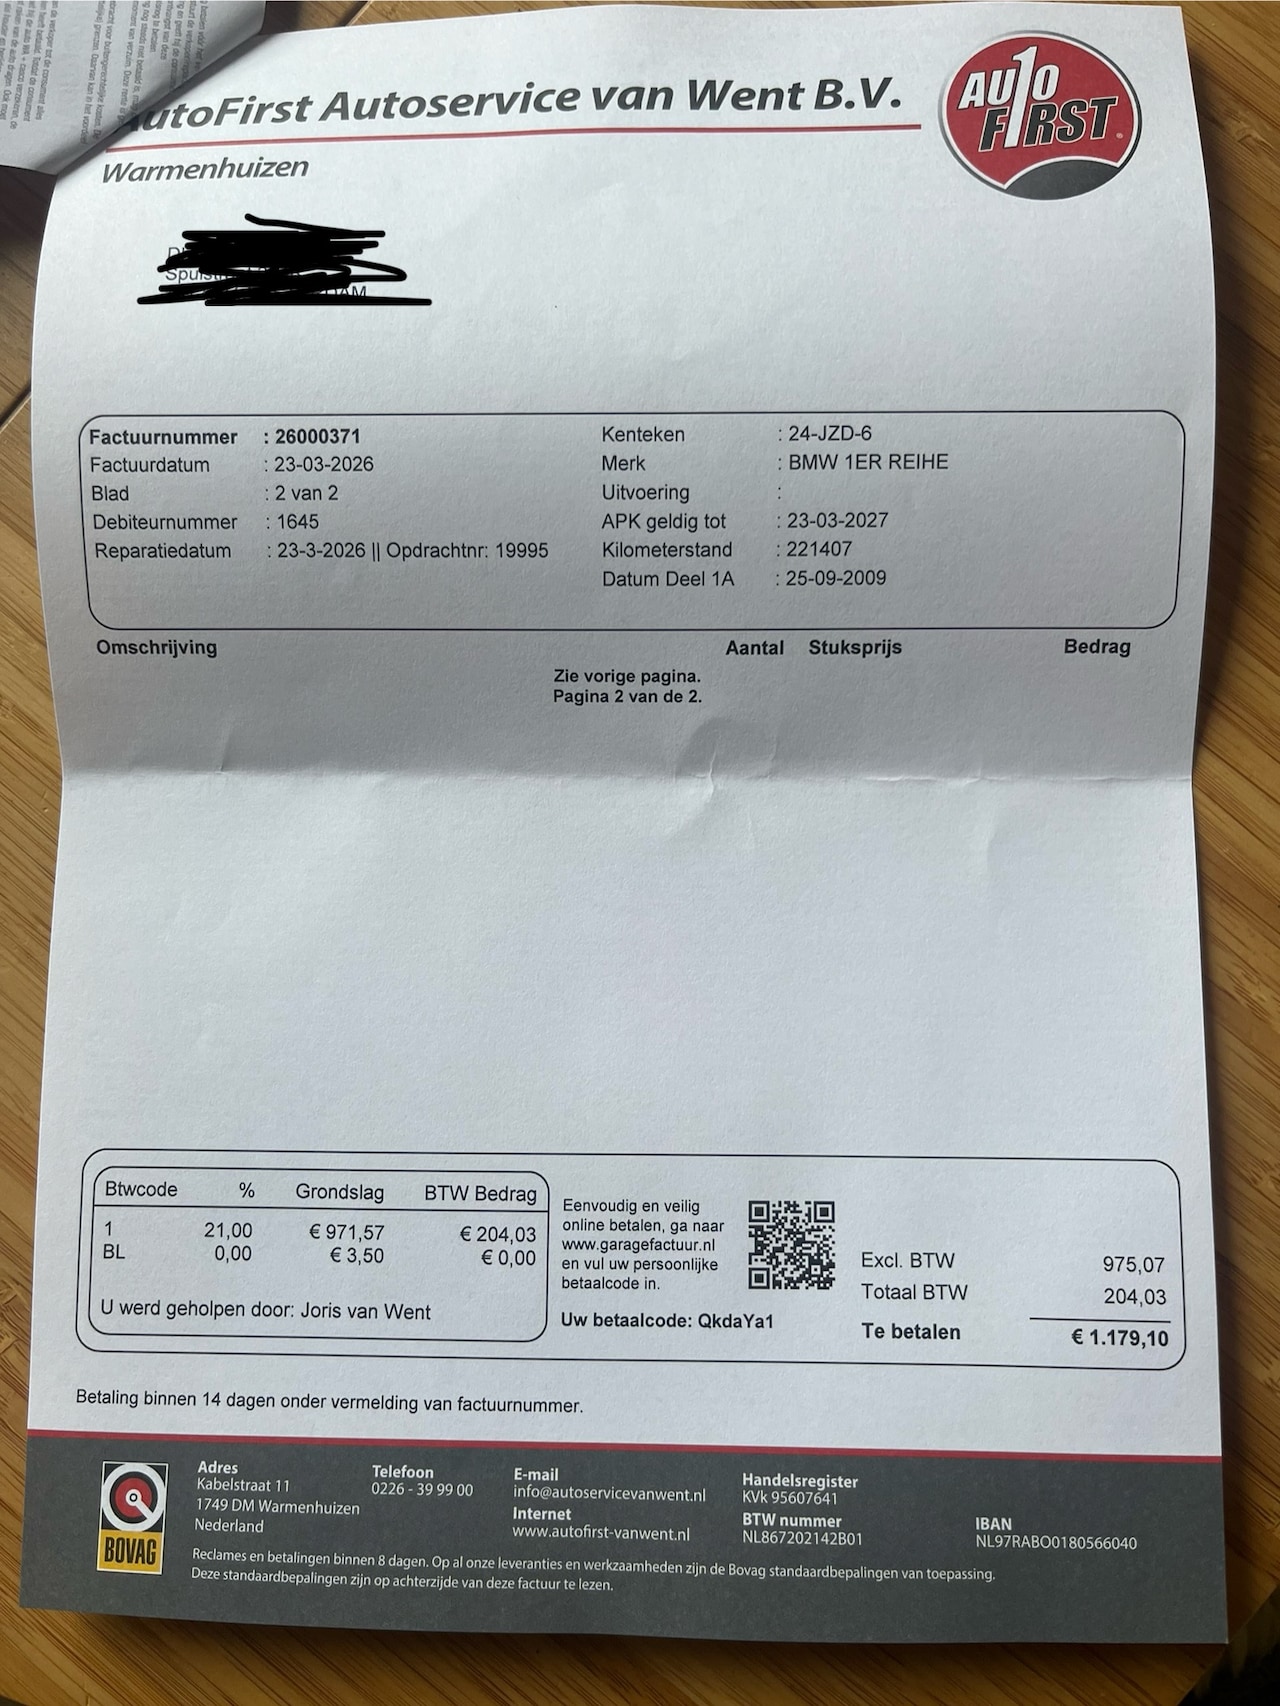 AutoFirst Autoservice van Went B.V.
AUTO
FIRST
Warmenhuizen
Factuurnummer : 26000371
Factuurdatum : 23-03-2026
Blad : 2 van 2
Debiteurnummer : 1645
Reparatiedatum : 23-3-2026 || Opdrachtnr: 19995
Kenteken : 24-JZD-6
Merk : BMW 1ER REIHE
Uitvoering :
APK geldig tot : 23-03-2027
Kilometerstand : 221407
Datum Deel 1A : 25-09-2009
Omschrijving Aantal Stuksprijs Bedrag
Zie vorige pagina.
Pagina 2 van de 2.
Btwcode % Grondslag BTW Bedrag
1 21,00 € 971,57 € 204,03
BL 0,00 € 3,50 € 0,00
U werd geholpen door: Joris van Went
Eenvoudig en veilig
online betalen, ga naar
www.garagefactuur.nl
en vul uw persoonlijke
betaalcode in.
Uw betaalcode: QkdaYa1
Excl. BTW 975,07
Totaal BTW 204,03
Te betalen € 1.179,10
Betaling binnen 14 dagen onder vermelding van factuurnummer.
BOVAG
Adres
Kabelstraat 11
1749 DM Warmenhuizen
Nederland
Telefoon
0226 - 39 99 00
E-mail
info@autoservicevanwent.nl
Internet
www.autofirst-vanwent.nl
Handelsregister
KVk 95607641
BTW nummer
NL867202142B01
IBAN
NL97RABO0180566040
Reclames en betalingen binnen 8 dagen. Op al onze leveranties en werkzaamheden zijn de Bovag standaardbepalingen van toepassing.
Deze standaardbepalingen zijn op achterzijde van deze factuur te lezen.